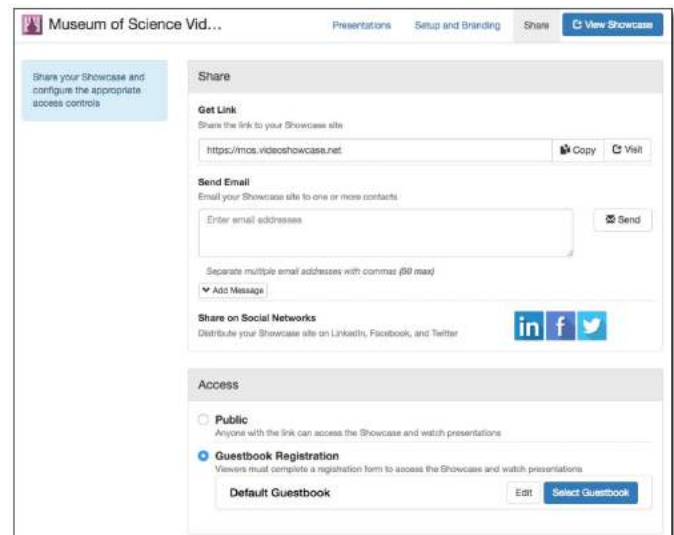 Museum of Science Vid...
Presentations
Setup and Branding
Share
View Showcase
Share your Showcase and
configure the appropriate
access controls
Share
Get Link
Share the link to your Showcase site
https://mos.videoshowcase.net
Copy
Visit
Send Email
Email your Showcase site to one or more contacts
Enter email addresses
Send
Separate multiple email addresses with commas (50 max)
Add Message
Share on Social Networks
Distribute your Showcase site on LinkedIn, Facebook, and Twitter
in f
Access
Public
Anyone with the link can access the Showcase and watch presentations
Guestbook Registration
Viewers must complete a registration form to access the Showcase and watch presentations
Default Guestbook
Edit
Select Guestbook